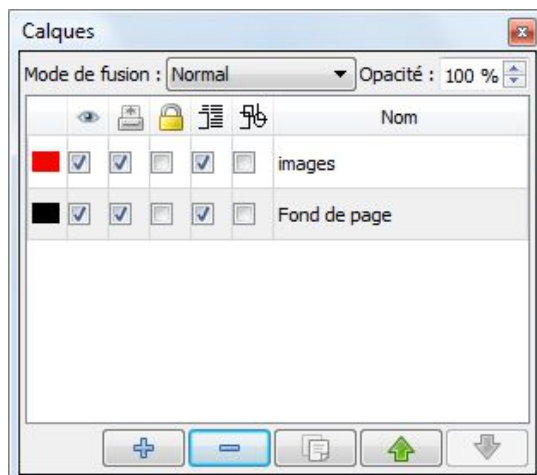 Calques
Mode de fusion : Normal Opacité : 100 %
Nom
images
Fond de page